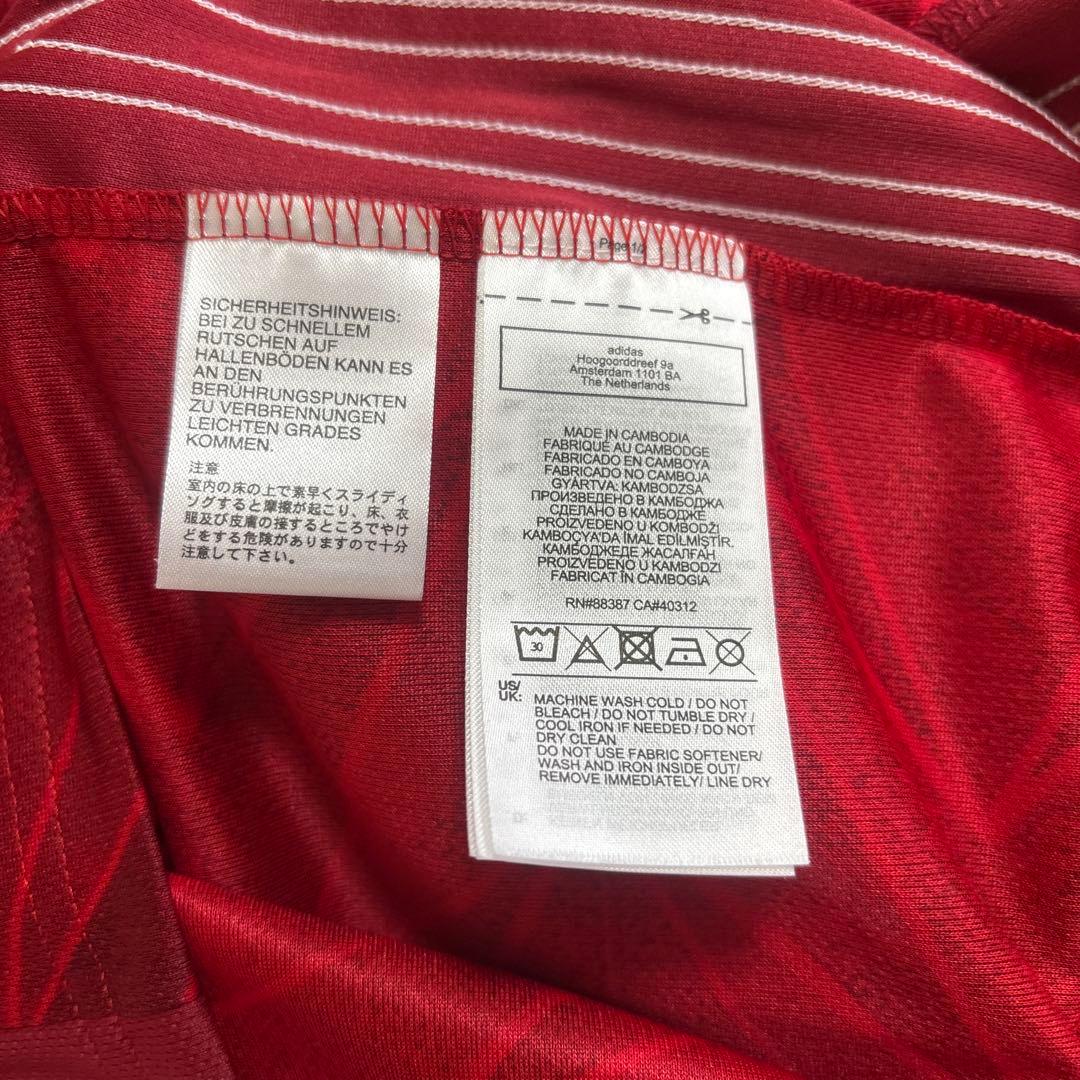 SICHERHEITSHINWEIS:
BEI ZU SCHNELLEM
RUTSCHEN AUF
HALLENBÖDEN KANN ES
AN DEN
BERÜHRUNGSPUNKTEN
ZU VERBRENNUNGEN
LEICHTEN GRADES
KOMMEN.
注意
室内の床の上で素早くスライディ
ングすると摩擦が起こり、床、衣
服及び皮膚の接するところでやけ
どをする危険がありますので十分
注意して下さい。
Page 1/2
adidas
Hoogoorddreef 9a
Amsterdam 1101 BA
The Netherlands
MADE IN CAMBODIA
FABRIQUÉ AU CAMBODGE
FABRICADO EN CAMBOYA
FABRICADO NO CAMBOJA
GYÁRTVA: KAMBODZSA
ПРОИЗВЕДЕНО В КАМБОДЖА
СДЕЛАНО В КАМБОДЖЕ
PROIZVEDENO U KOMBODŽI
KAMBOÇYA'DA İMAL EDİLMİŞTİR.
КАМБОДЖЕДЕ ЖАСАЛҒАН
PROIZVEDENO U KAMBODZI
FABRICAT ÎN CAMBOGIA
RN#88387 CA#40312
30
US/
UK:
MACHINE WASH COLD / DO NOT
BLEACH / DO NOT TUMBLE DRY /
COOL IRON IF NEEDED / DO NOT
DRY CLEAN
DO NOT USE FABRIC SOFTENER/
WASH AND IRON INSIDE OUT/
REMOVE IMMEDIATELY/ LINE DRY